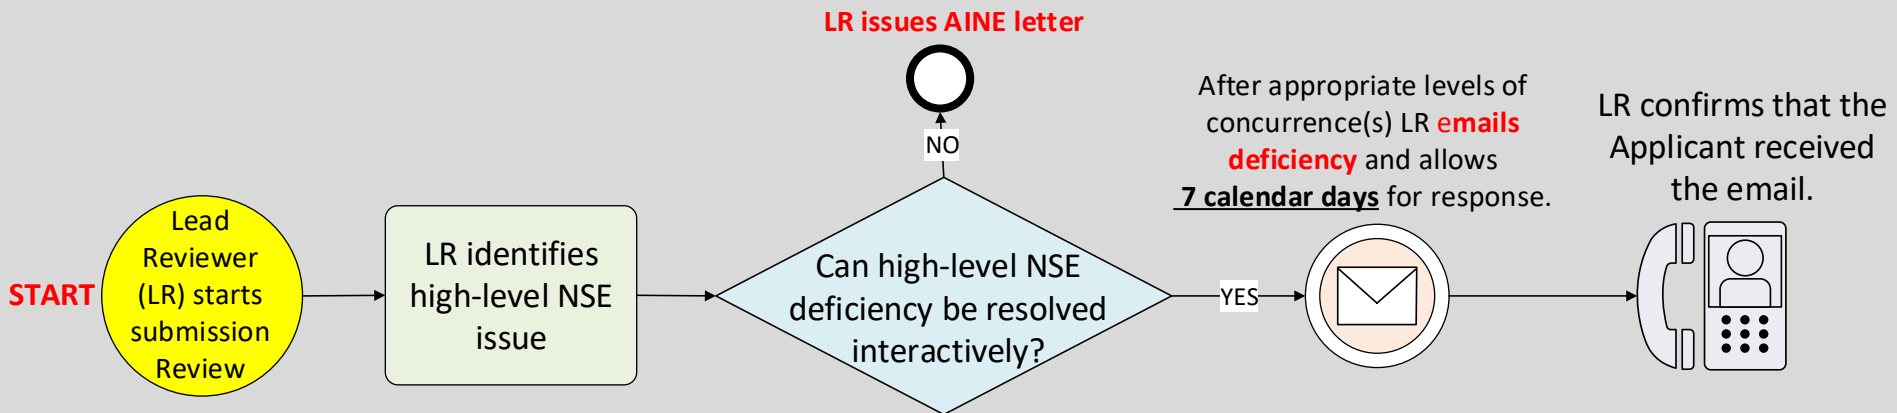 START
Lead
Reviewer
(LR) starts
submission
Review
LR identifies
high-level NSE
issue
Can high-level NSE
deficiency be resolved
interactively?
NO
LR issues AINE letter
YES
After appropriate levels of
concurrence(s) LR emails
deficiency and allows
7 calendar days for response.
LR confirms that the
Applicant received
the email.